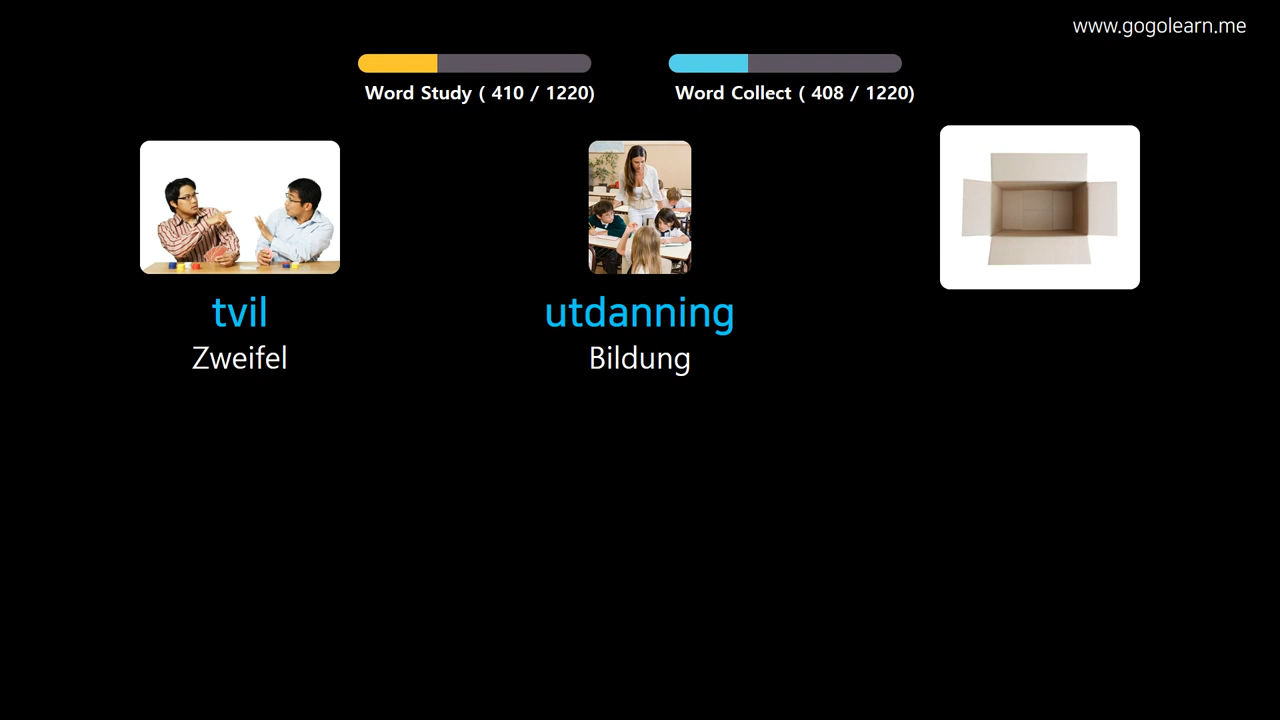 www.gogolearn.me
Word Study ( 410 / 1220)
Word Collect ( 408 / 1220)
tvil
Zweifel
utdanning
Bildung